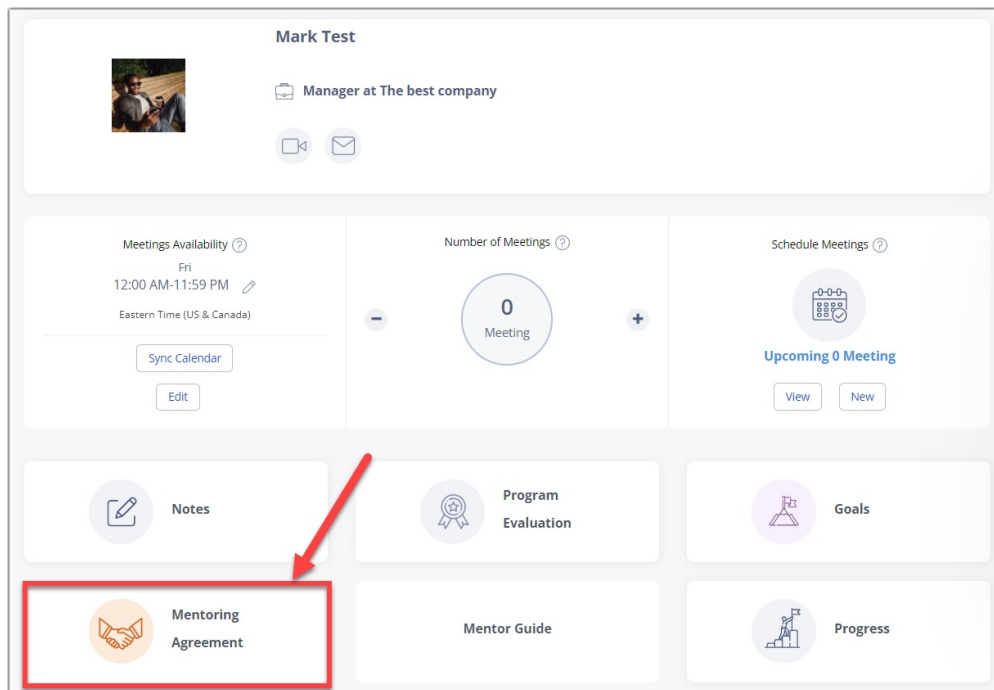 Mark Test
Manager at The best company
Meetings Availability ?
Fri
12:00 AM-11:59 PM
Eastern Time (US & Canada)
Sync Calendar
Edit
Number of Meetings ?
0
Meeting
Schedule Meetings ?
Upcoming 0 Meeting
View
New
Notes
Program
Evaluation
Goals
Mentoring
Agreement
Mentor Guide
Progress